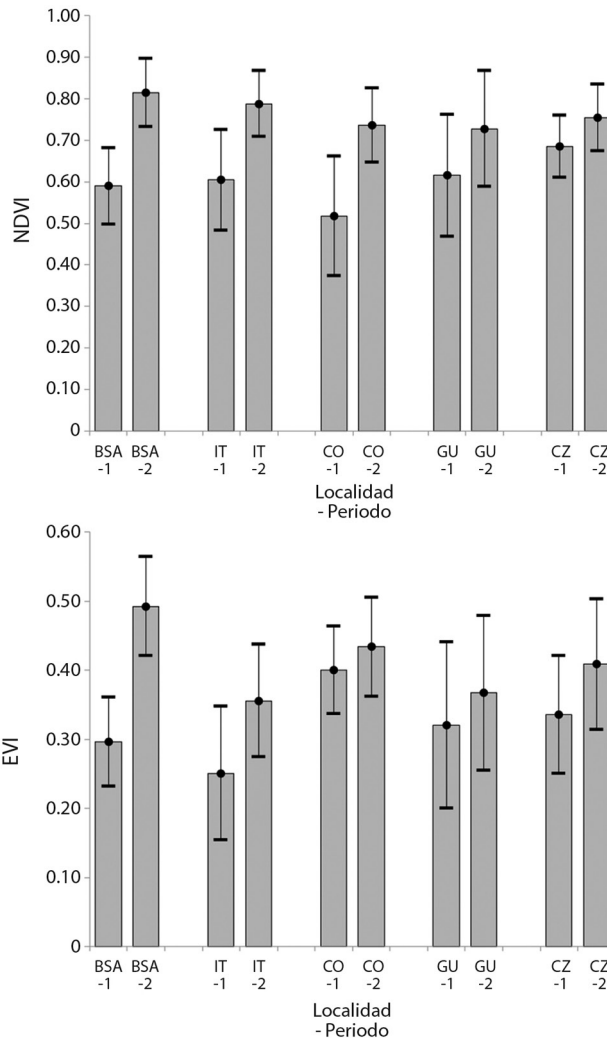 1.00
0.90
0.80
0.70
0.60
0.50
0.40
0.30
0.20
0.10
0
NDVI
BSA BSA IT IT CO CO GU GU CZ CZ
-1 -2 -1 -2 -1 -2 -1 -2 -1 -2
Localidad
- Periodo
0.60
0.50
0.40
0.30
0.20
0.10
0
EVI
BSA BSA IT IT CO CO GU GU CZ CZ
-1 -2 -1 -2 -1 -2 -1 -2 -1 -2
Localidad
- Periodo